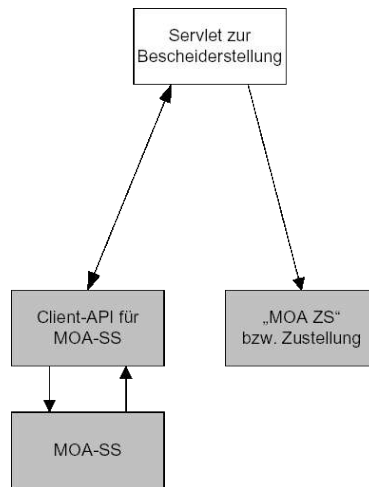 Servlet zur
Bescheiderstellung
Client-API für
MOA-SS
„MOA ZS“
bzw. Zustellung
MOA-SS